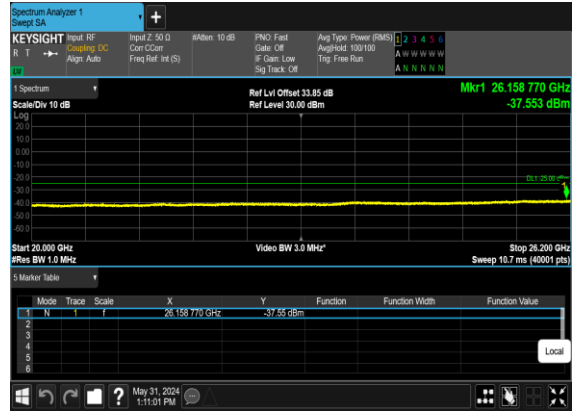 Spectrum Analyzer 1
Swept SA
+
KEYSIGHT Input: RF Input Z: 50 Ω #Atten: 10 dB PNO: Fast Avg Type: Power (RMS) 1 2 3 4 5 6
R T Coupling: DC Corr CCorr Gate: Off Avg|Hold: 100/100 A W W W W W
Align: Auto Freq Ref: Int (S) IF Gain: Low Trig: Free Run
Sig Track: Off A N N N N N
1 Spectrum Ref Lvl Offset 33.85 dB Mkr1 26.158 770 GHz
Scale/Div 10 dB Ref Level 30.00 dBm -37.553 dBm
Log
20.0
10.0
0.00
-10.0
-20.0
DL1 -25.00 dBm
-30.0
1
-40.0
-50.0
-60.0
Start 20.000 GHz Video BW 3.0 MHz* Stop 26.200 GHz
#Res BW 1.0 MHz Sweep 10.7 ms (40001 pts)
5 Marker Table
Mode Trace Scale X Y Function Function Width Function Value
1 N 1 f 26.158 770 GHz -37.55 dBm
2
3
4
5
6
Local
? May 31, 2024
1:11:01 PM